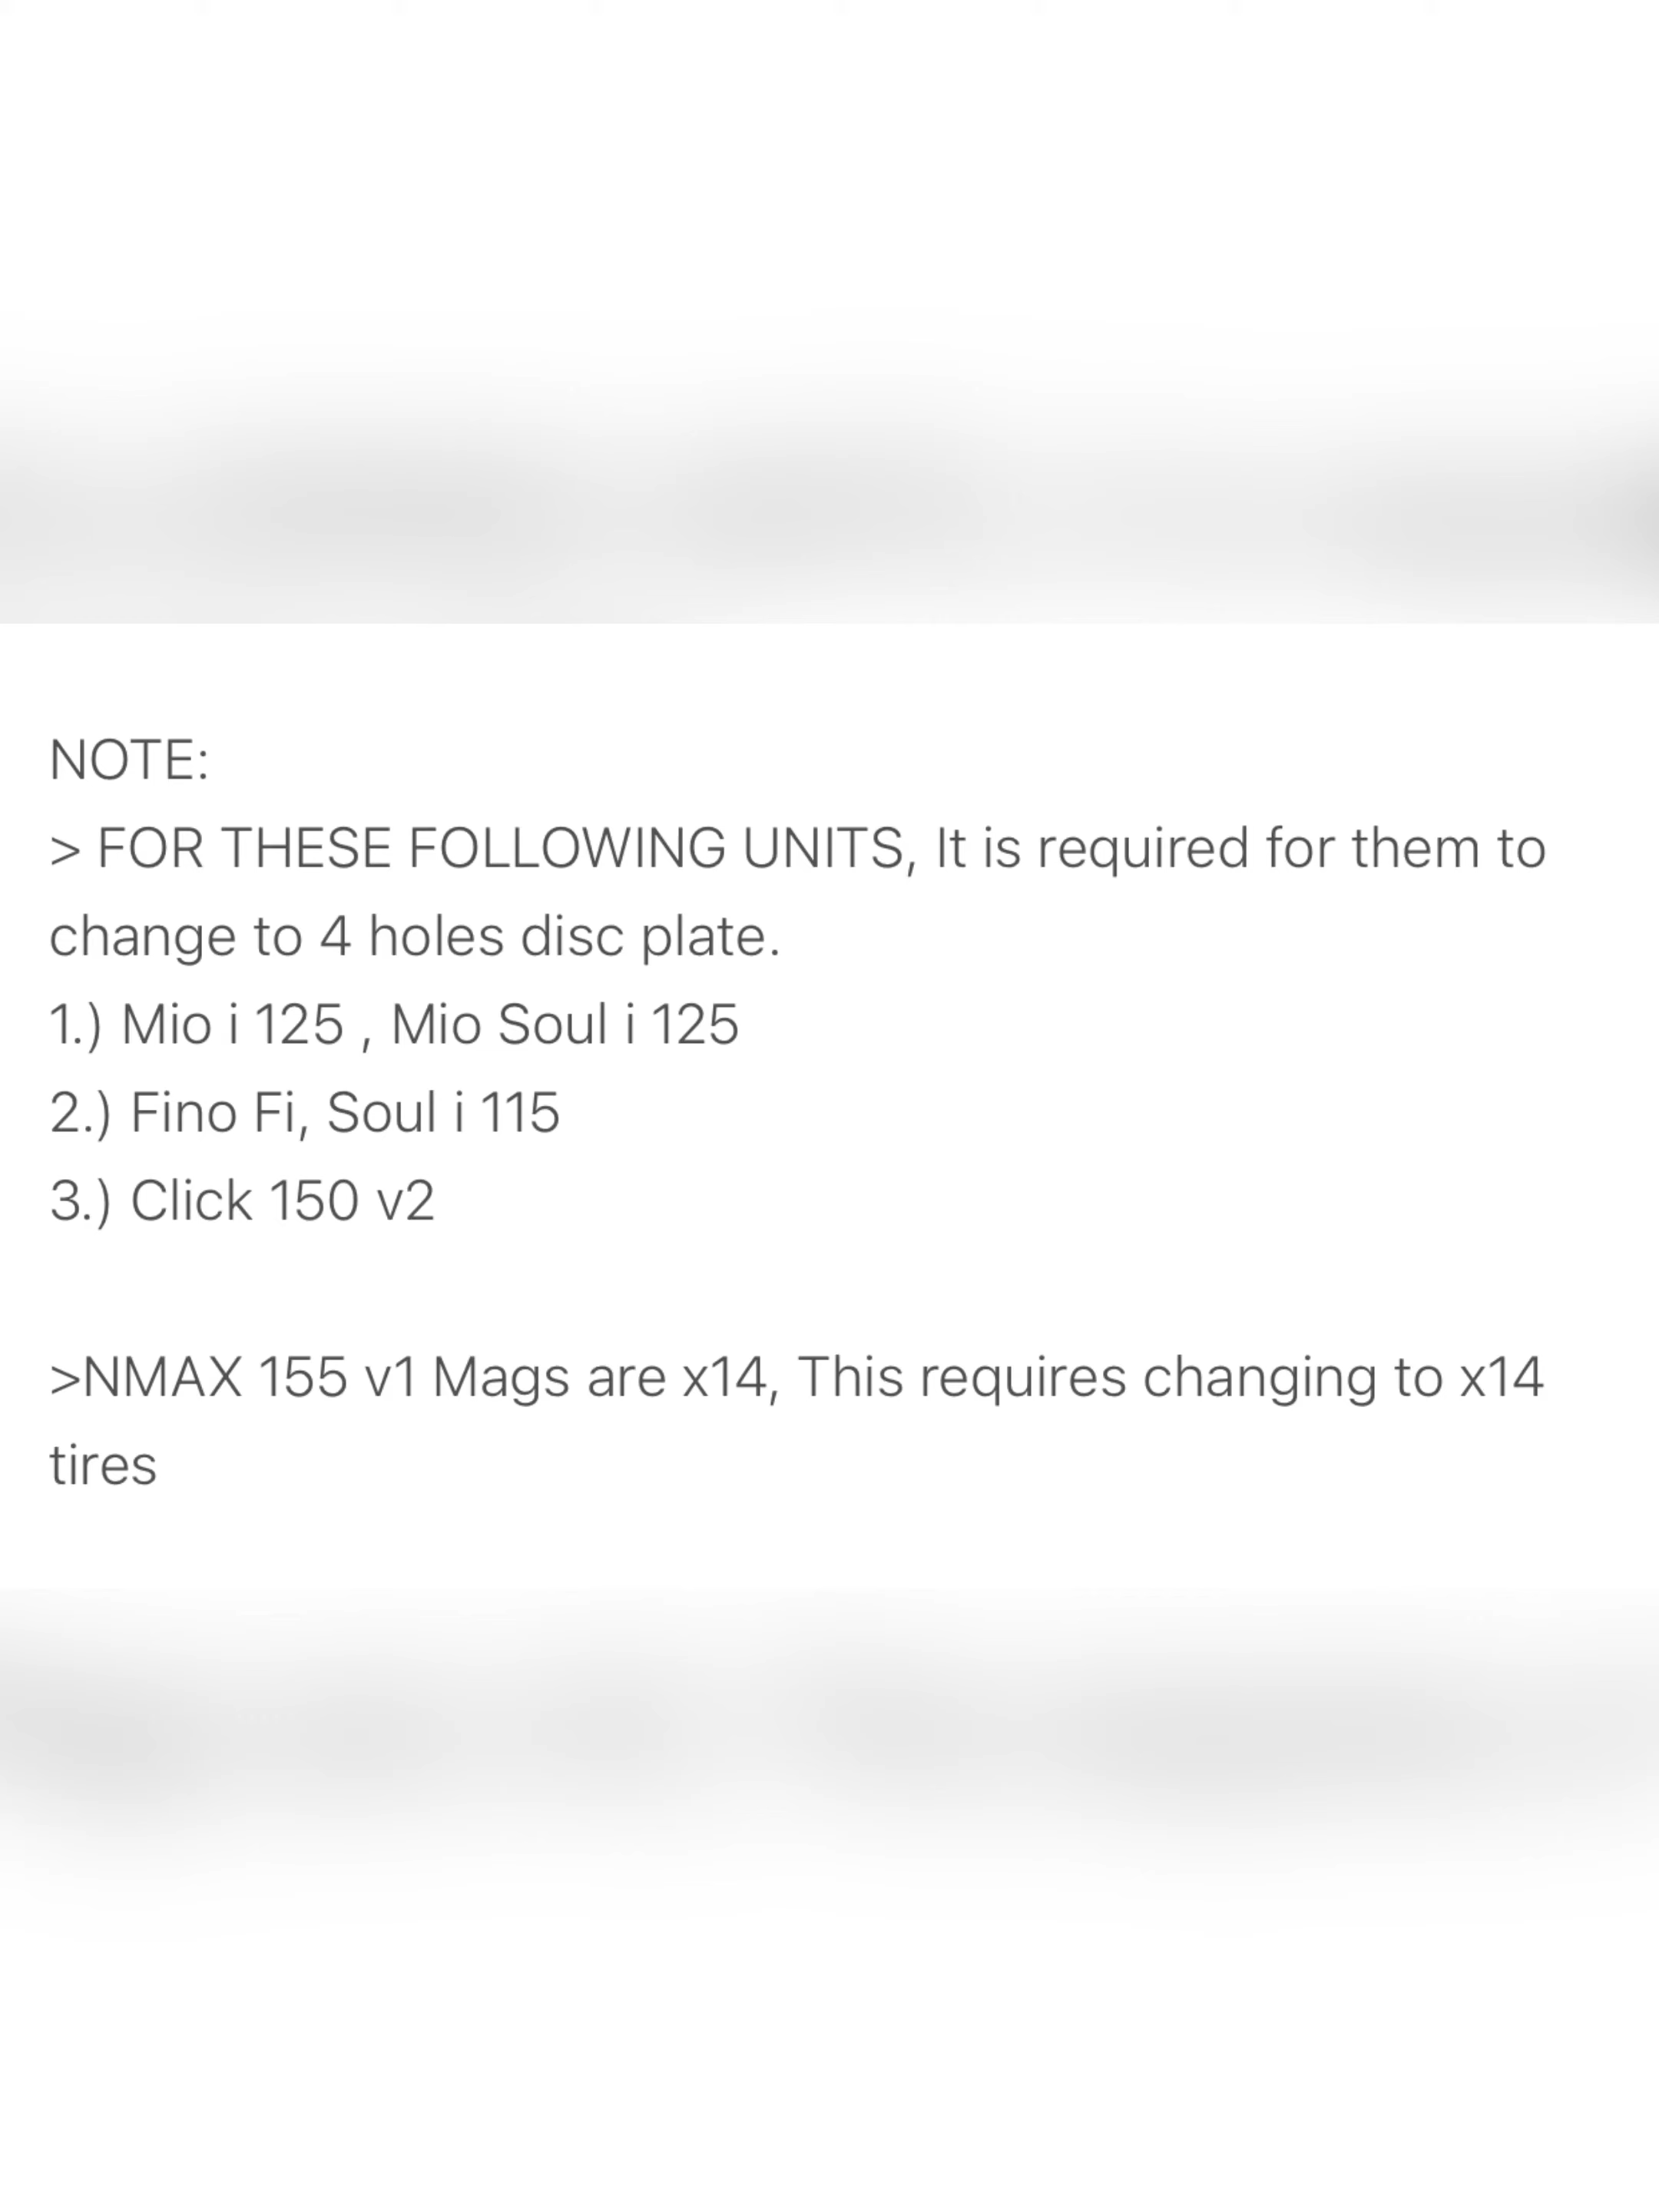 NOTE:
> FOR THESE FOLLOWING UNITS, It is required for them to
change to 4 holes disc plate.
1.) Mio i 125 , Mio Soul i 125
2.) Fino Fi, Soul i 115
3.) Click 150 v2
>NMAX 155 v1 Mags are x14, This requires changing to x14
tires